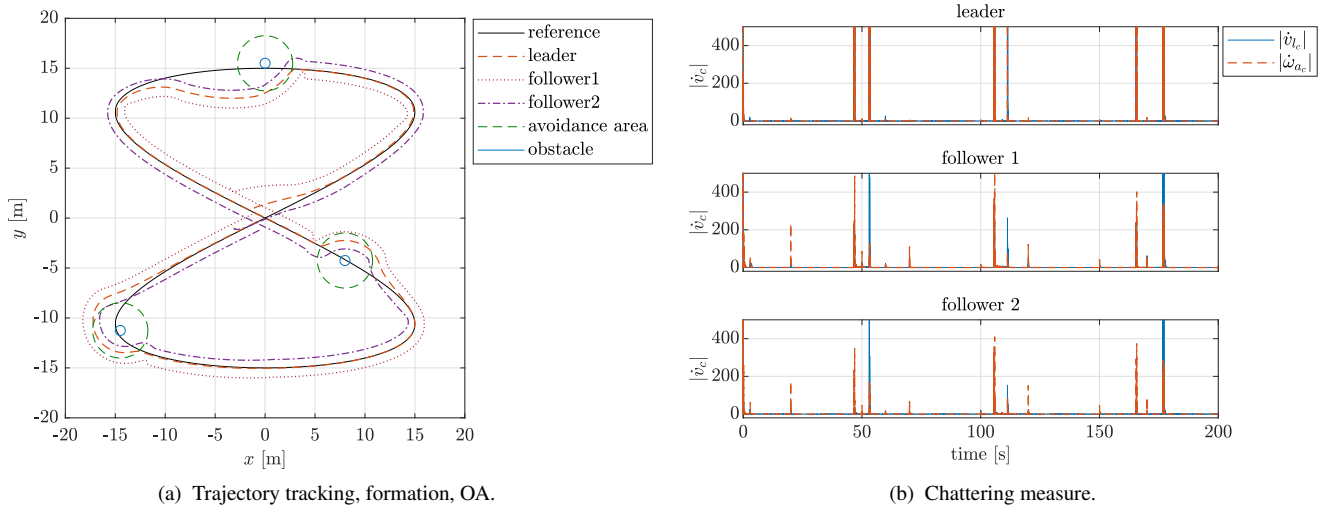 20
15
10
5
0
-5
-10
-15
-20
y [m]
-20 -15 -10 -5 0 5 10 15 20
x [m]
reference
leader
follower1
follower2
avoidance area
obstacle
(a) Trajectory tracking, formation, OA.
leader
400
200
0
|v̇_c|
|v̇_{l_c}|
|ω̇_{a_c}|
follower 1
400
200
0
|v̇_c|
follower 2
400
200
0
|v̇_c|
0 50 100 150 200
time [s]
(b) Chattering measure.